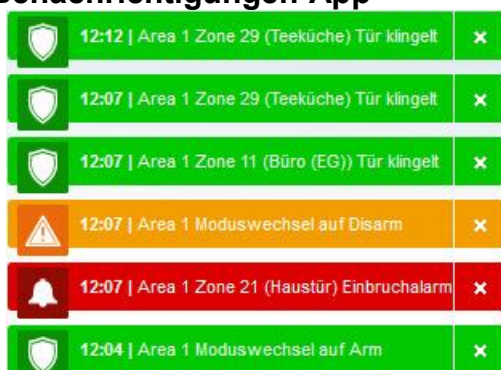 Benachrichtigungen-App
12:12 | Area 1 Zone 29 (Teeküche) Tür klingelt ×
12:07 | Area 1 Zone 29 (Teeküche) Tür klingelt ×
12:07 | Area 1 Zone 11 (Büro (EG)) Tür klingelt ×
12:07 | Area 1 Moduswechsel auf Disarm ×
12:07 | Area 1 Zone 21 (Haustür) Einbruchalarm ×
12:04 | Area 1 Moduswechsel auf Arm ×